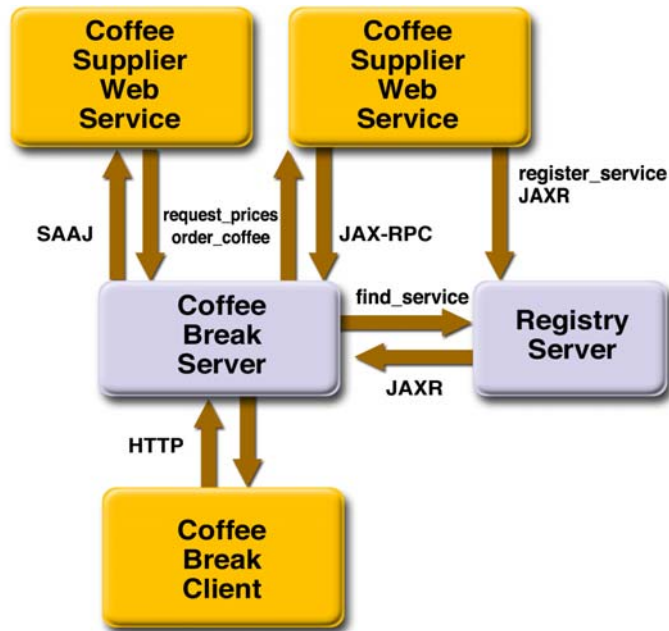 Coffee
Supplier
Web
Service
Coffee
Supplier
Web
Service
SAAJ
request_prices
order_coffee
JAX-RPC
register_service
JAXR
Coffee
Break
Server
find_service
JAXR
Registry
Server
HTTP
Coffee
Break
Client